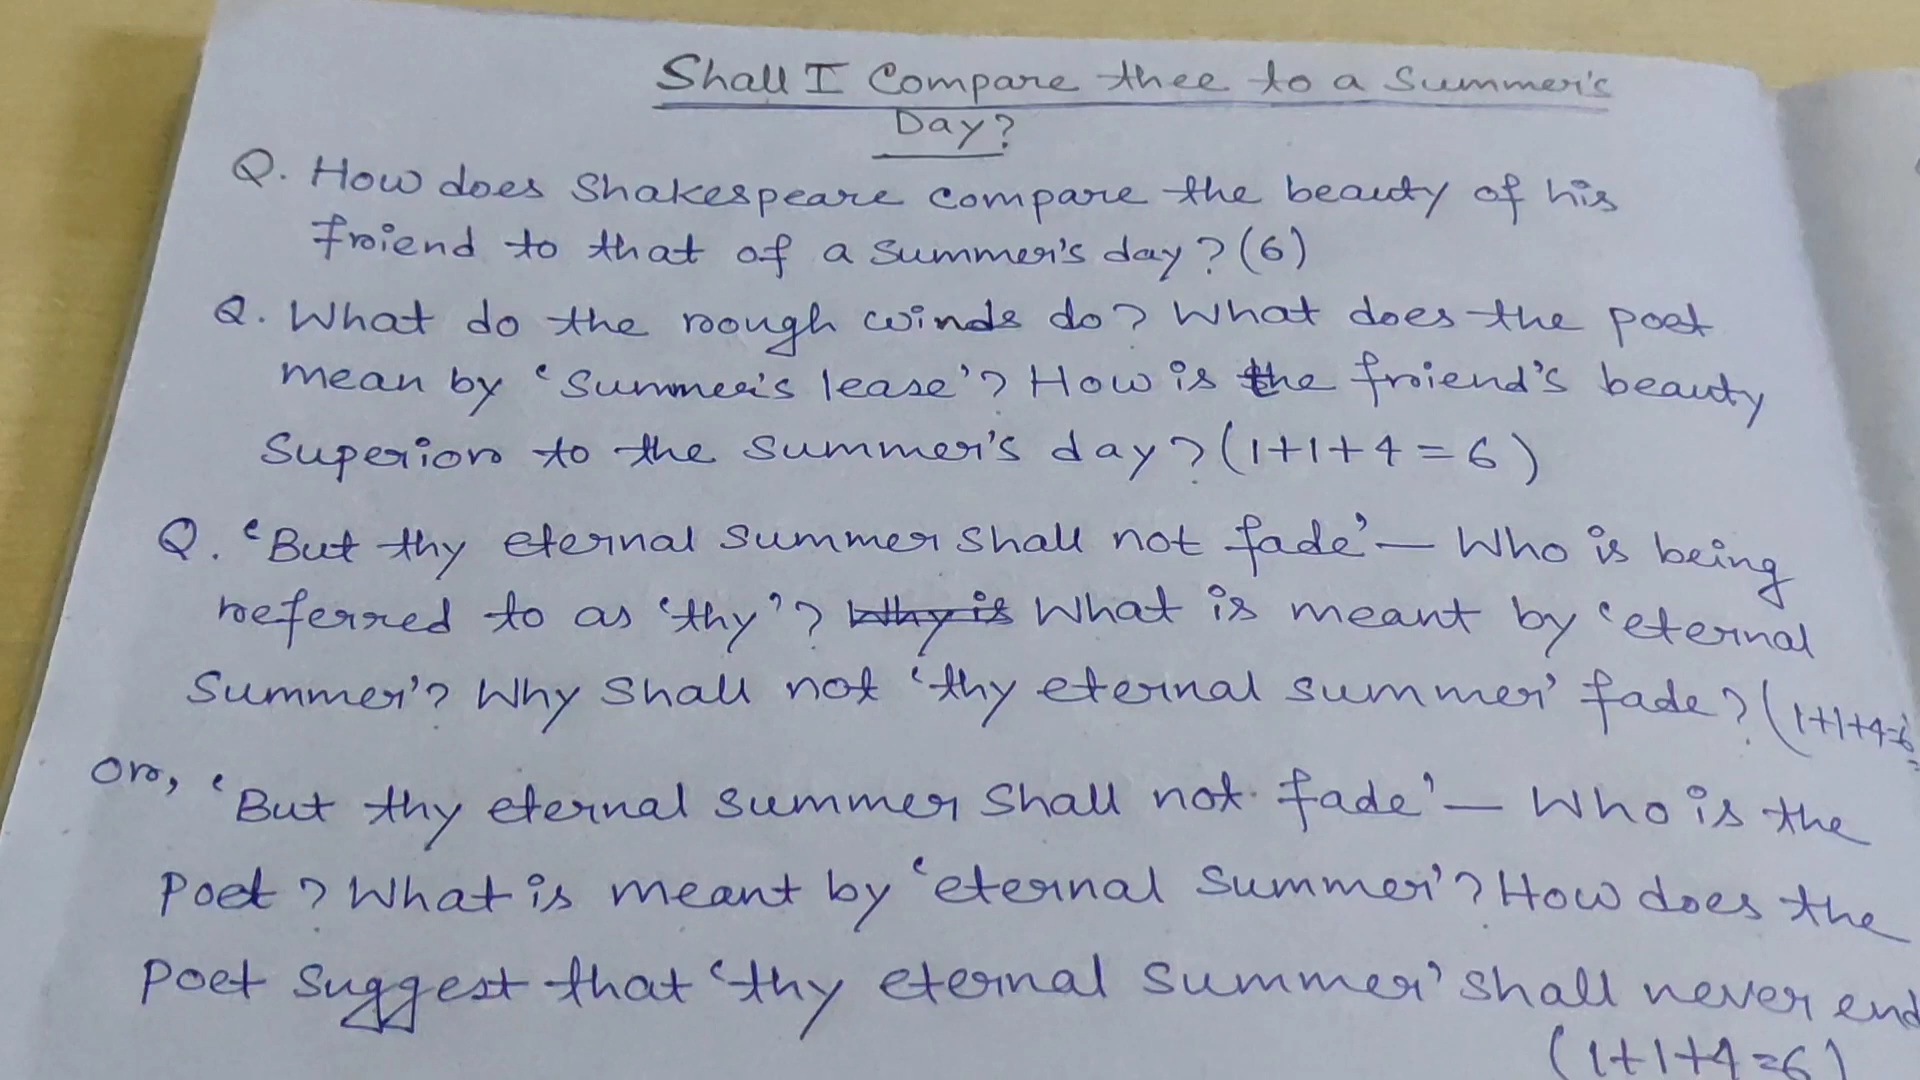 Shall I Compare thee to a Summer's
Day?
Q. How does Shakespeare compare the beauty of his
friend to that of a summer's day? (6)
Q. What do the rough winds do? What does the poet
mean by 'Summer's lease'? How is the friend's beauty
Superior to the summer's day? (1+1+4=6)
Q. 'But thy eternal summer shall not fade' — Who is being
referred to as 'thy'? Why is What is meant by 'eternal
Summer'? Why shall not 'thy eternal summer' fade? (1+1+4=6
or, 'But thy eternal summer shall not fade' — Who is the
Poet? What is meant by 'eternal Summer'? How does the
Poet suggest that 'thy eternal summer' shall never end
(1+1+4=6)